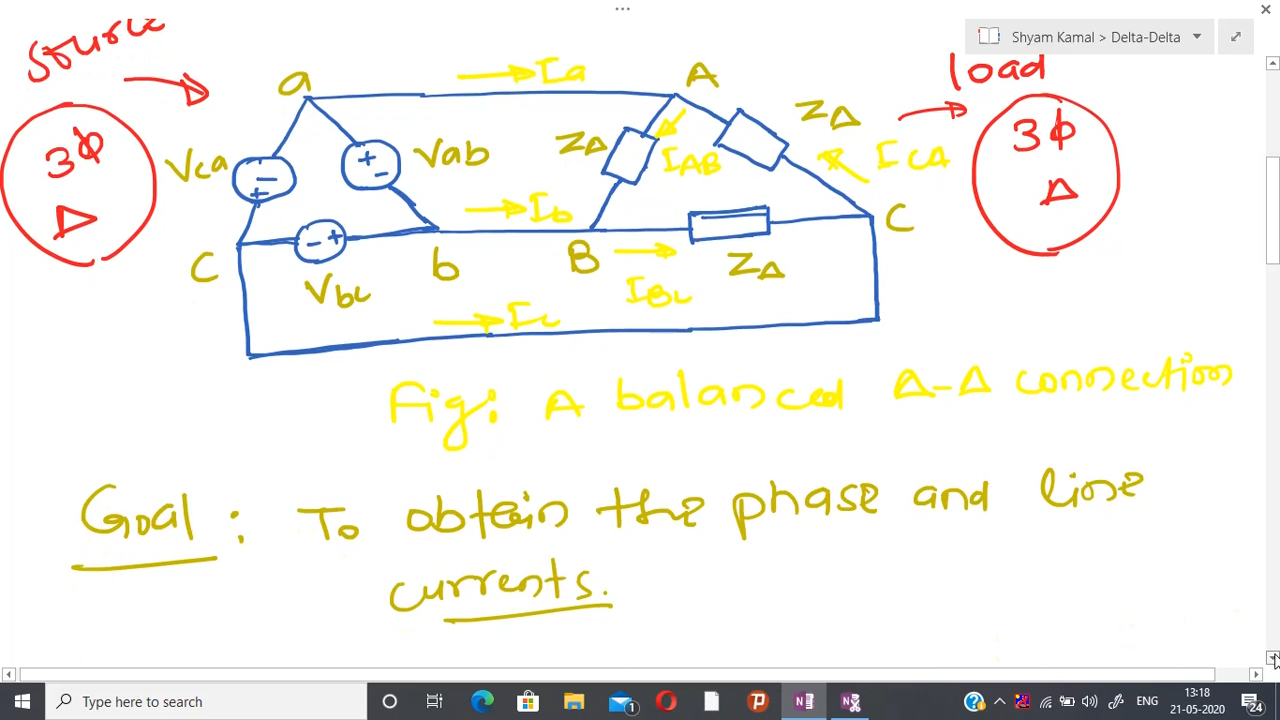 Shyam Kamal > Delta-Delta
Source
load
a
Ia
A
3ϕ
Δ
Vca
+
-
Vab
+
-
ZΔ
IAB
ZΔ
ICA
3ϕ
Δ
Ib
C
Vbc
- +
b
B
IBC
ZΔ
C
Ic
Fig: A balanced Δ-Δ connection
Goal : To obtain the phase and line
currents.
Type here to search
1
ENG
13:18
21-05-2020
24